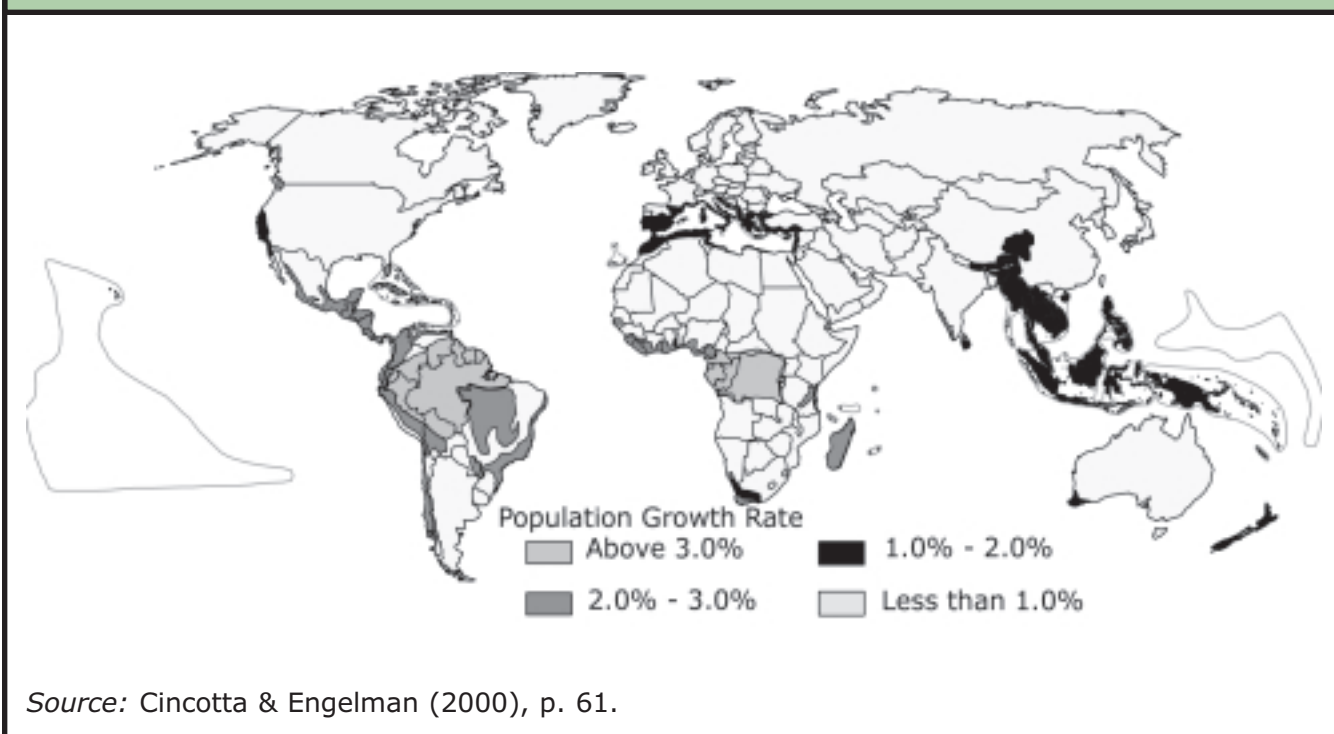 Population Growth Rate
Above 3.0%
1.0% - 2.0%
2.0% - 3.0%
Less than 1.0%
Source: Cincotta & Engelman (2000), p. 61.